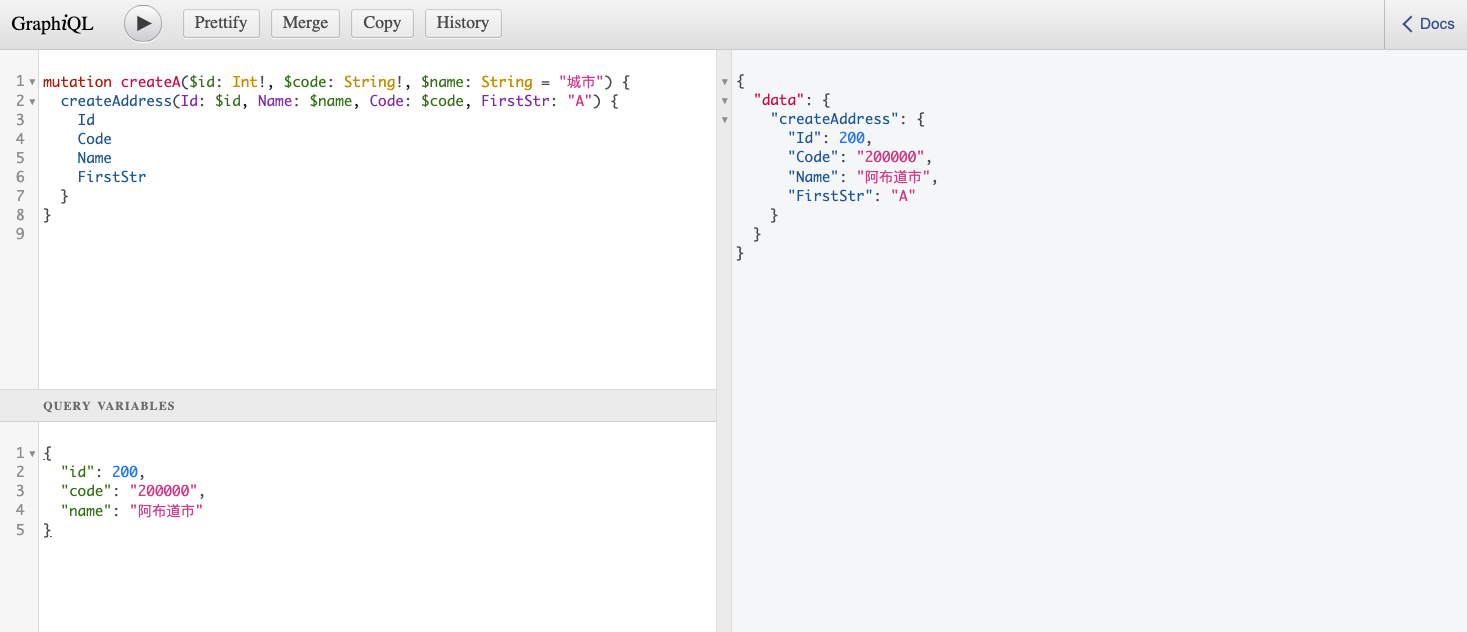 GraphiQL
Prettify
Merge
Copy
History
Docs
1 mutation createA($id: Int!, $code: String!, $name: String = "城市") {
2   createAddress(Id: $id, Name: $name, Code: $code, FirstStr: "A") {
3     Id
4     Code
5     Name
6     FirstStr
7   }
8 }
9
QUERY VARIABLES
1 {
2   "id": 200,
3   "code": "200000",
4   "name": "阿布道市"
5 }
{
  "data": {
    "createAddress": {
      "Id": 200,
      "Code": "200000",
      "Name": "阿布道市",
      "FirstStr": "A"
    }
  }
}